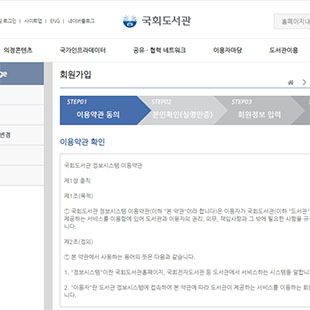 로그인 | 사이트맵 | ENG | 네이버블로그
국회도서관
홈페이지내
의정콘텐츠 국가인프라데이터 공유 · 협력 네트워크 이용자마당 도서관이용
ge
변경
회원가입
STEP01
이용약관 동의
STEP02
본인확인(실명인증)
STEP03
회원정보 입력
이용약관 확인
국회도서관 정보시스템 이용약관
제1장 총칙
제1조(목적)
① 국회도서관 정보시스템 이용약관(이하 "본 약관"이라 합니다)은 이용자가 국회도서관(이하 "도서관"
제공하는 서비스를 이용함에 있어 도서관과 이용자의 권리, 의무, 책임사항과 그 밖에 필요한 사항을 규
니다.
제2조(정의)
① 본 약관에서 사용하는 용어의 뜻은 다음과 같습니다.
1. "정보시스템"이란 국회도서관홈페이지, 국회전자도서관 등 도서관에서 서비스하는 시스템을 말합니
2. "이용자"란 도서관 정보시스템에 접속하여 본 약관에 따라 도서관이 제공하는 서비스를 이용하는 회
니다.